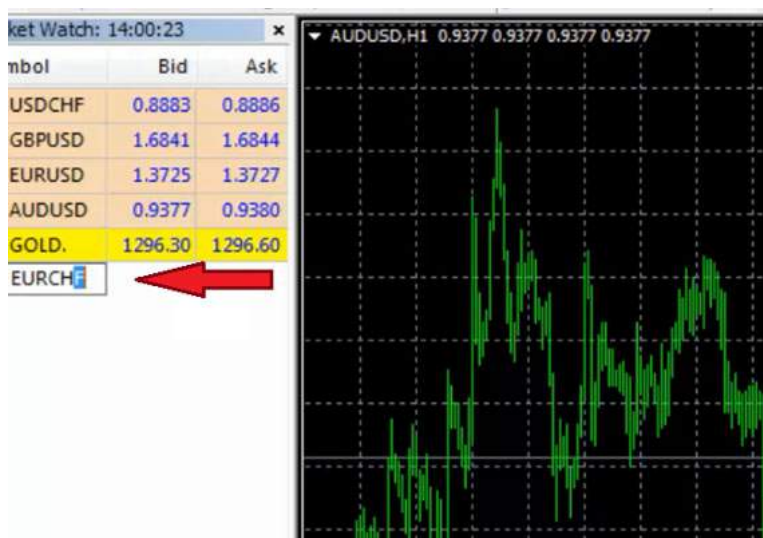 ket Watch: 14:00:23 ×
mbol Bid Ask
USDCHF 0.8883 0.8886
GBPUSD 1.6841 1.6844
EURUSD 1.3725 1.3727
AUDUSD 0.9377 0.9380
GOLD. 1296.30 1296.60
EURCHF
AUDUSD,H1 0.9377 0.9377 0.9377 0.9377